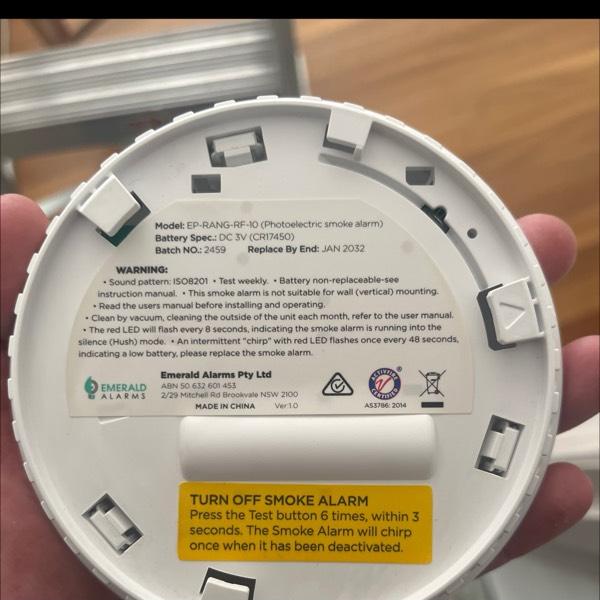 Model: EP-RANG-RF-10 (Photoelectric smoke alarm)
Battery Spec.: DC 3V (CR17450)
Batch NO.: 2459 Replace By End: JAN 2032
WARNING:
• Sound pattern: ISO8201 • Test weekly. • Battery non-replaceable-see
instruction manual. • This smoke alarm is not suitable for wall (vertical) mounting.
• Read the users manual before installing and operating.
• Clean by vacuum, cleaning the outside of the unit each month, refer to the user manual.
• The red LED will flash every 8 seconds, indicating the smoke alarm is running into the
silence (Hush) mode. • An intermittent "chirp" with red LED flashes once every 48 seconds,
indicating a low battery, please replace the smoke alarm.
EMERALD
ALARMS
Emerald Alarms Pty Ltd
ABN 50 632 601 453
2/29 Mitchell Rd Brookvale NSW 2100
MADE IN CHINA Ver:1.0
ACTIVFIRE
CERTIFIED
AS3786: 2014
TURN OFF SMOKE ALARM
Press the Test button 6 times, within 3
seconds. The Smoke Alarm will chirp
once when it has been deactivated.